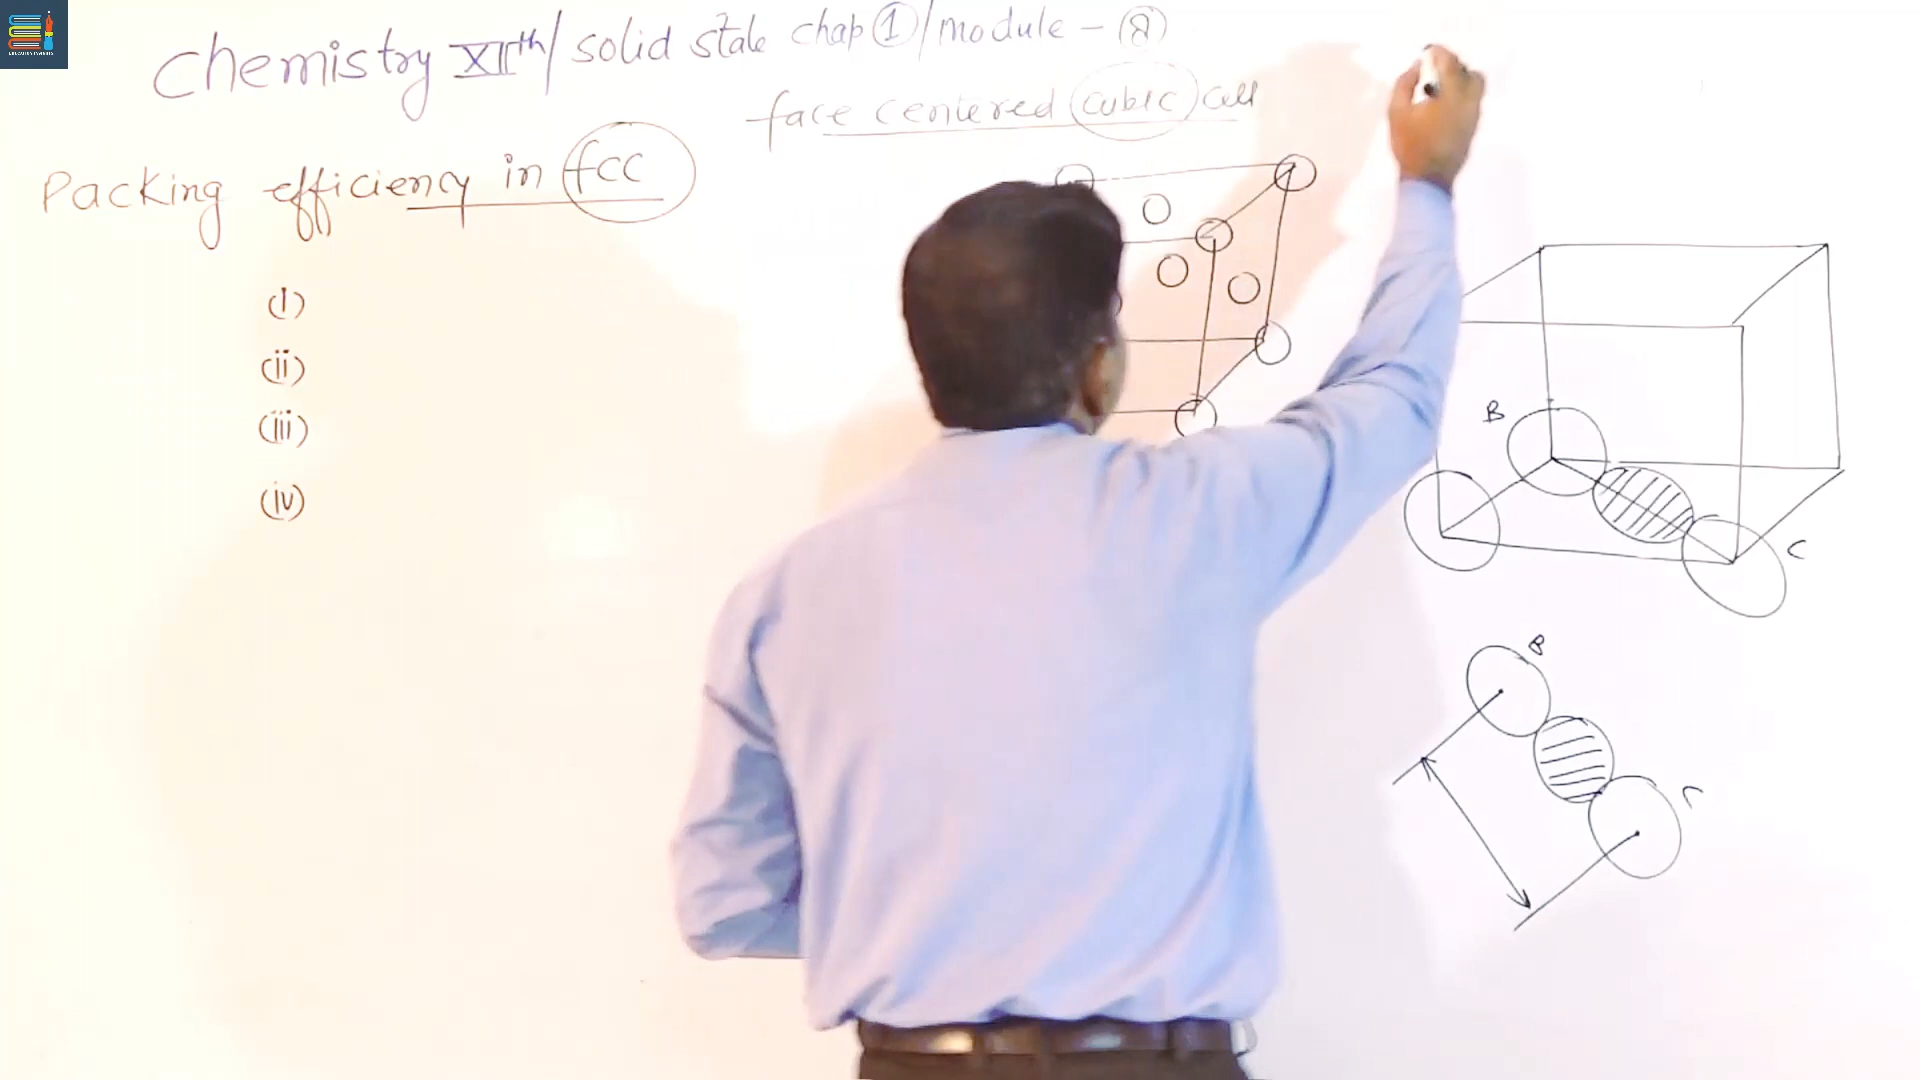 Chemistry XIIth / solid state chap 1 / module - 8
face centered cubic cell
Packing efficiency in fcc
(i)
(ii)
(iii)
(iv)
B
C
B
C